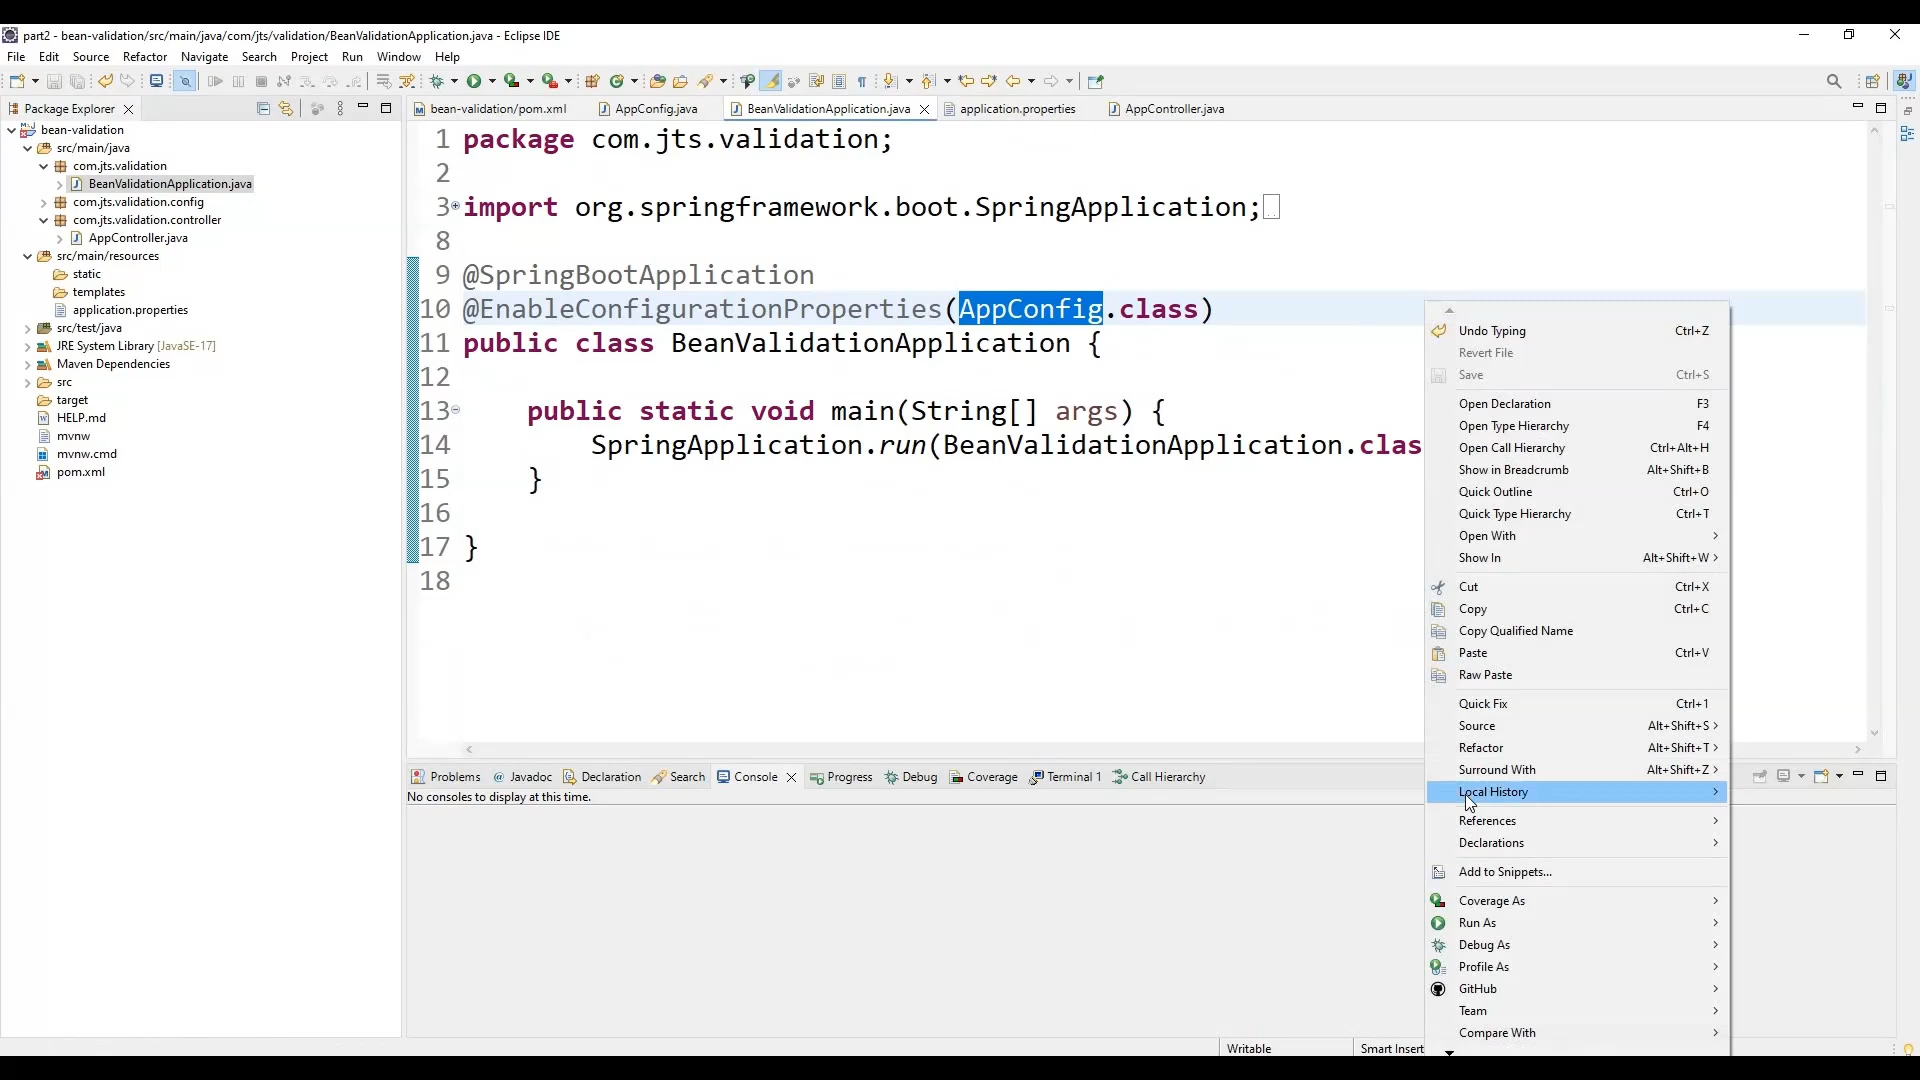 part2 - bean-validation/src/main/java/com/jts/validation/BeanValidationApplication.java - Eclipse IDE
File Edit Source Refactor Navigate Search Project Run Window Help
Package Explorer
bean-validation
src/main/java
com.jts.validation
BeanValidationApplication.java
com.jts.validation.config
com.jts.validation.controller
AppController.java
src/main/resources
static
templates
application.properties
src/test/java
JRE System Library [JavaSE-17]
Maven Dependencies
src
target
HELP.md
mvnw
mvnw.cmd
pom.xml
bean-validation/pom.xml AppConfig.java BeanValidationApplication.java application.properties AppController.java
1 package com.jts.validation;
2
3 import org.springframework.boot.SpringApplication;
8
9 @SpringBootApplication
10 @EnableConfigurationProperties(AppConfig.class)
11 public class BeanValidationApplication {
12
13 public static void main(String[] args) {
14 SpringApplication.run(BeanValidationApplication.clas
15 }
16
17 }
18
Undo Typing Ctrl+Z
Revert File
Save Ctrl+S
Open Declaration F3
Open Type Hierarchy F4
Open Call Hierarchy Ctrl+Alt+H
Show in Breadcrumb Alt+Shift+B
Quick Outline Ctrl+O
Quick Type Hierarchy Ctrl+T
Open With
Show In Alt+Shift+W
Cut Ctrl+X
Copy Ctrl+C
Copy Qualified Name
Paste Ctrl+V
Raw Paste
Quick Fix Ctrl+1
Source Alt+Shift+S
Refactor Alt+Shift+T
Surround With Alt+Shift+Z
Local History
References
Declarations
Add to Snippets...
Coverage As
Run As
Debug As
Profile As
GitHub
Team
Compare With
Problems Javadoc Declaration Search Console Progress Debug Coverage Terminal 1 Call Hierarchy
No consoles to display at this time.
Writable Smart Insert